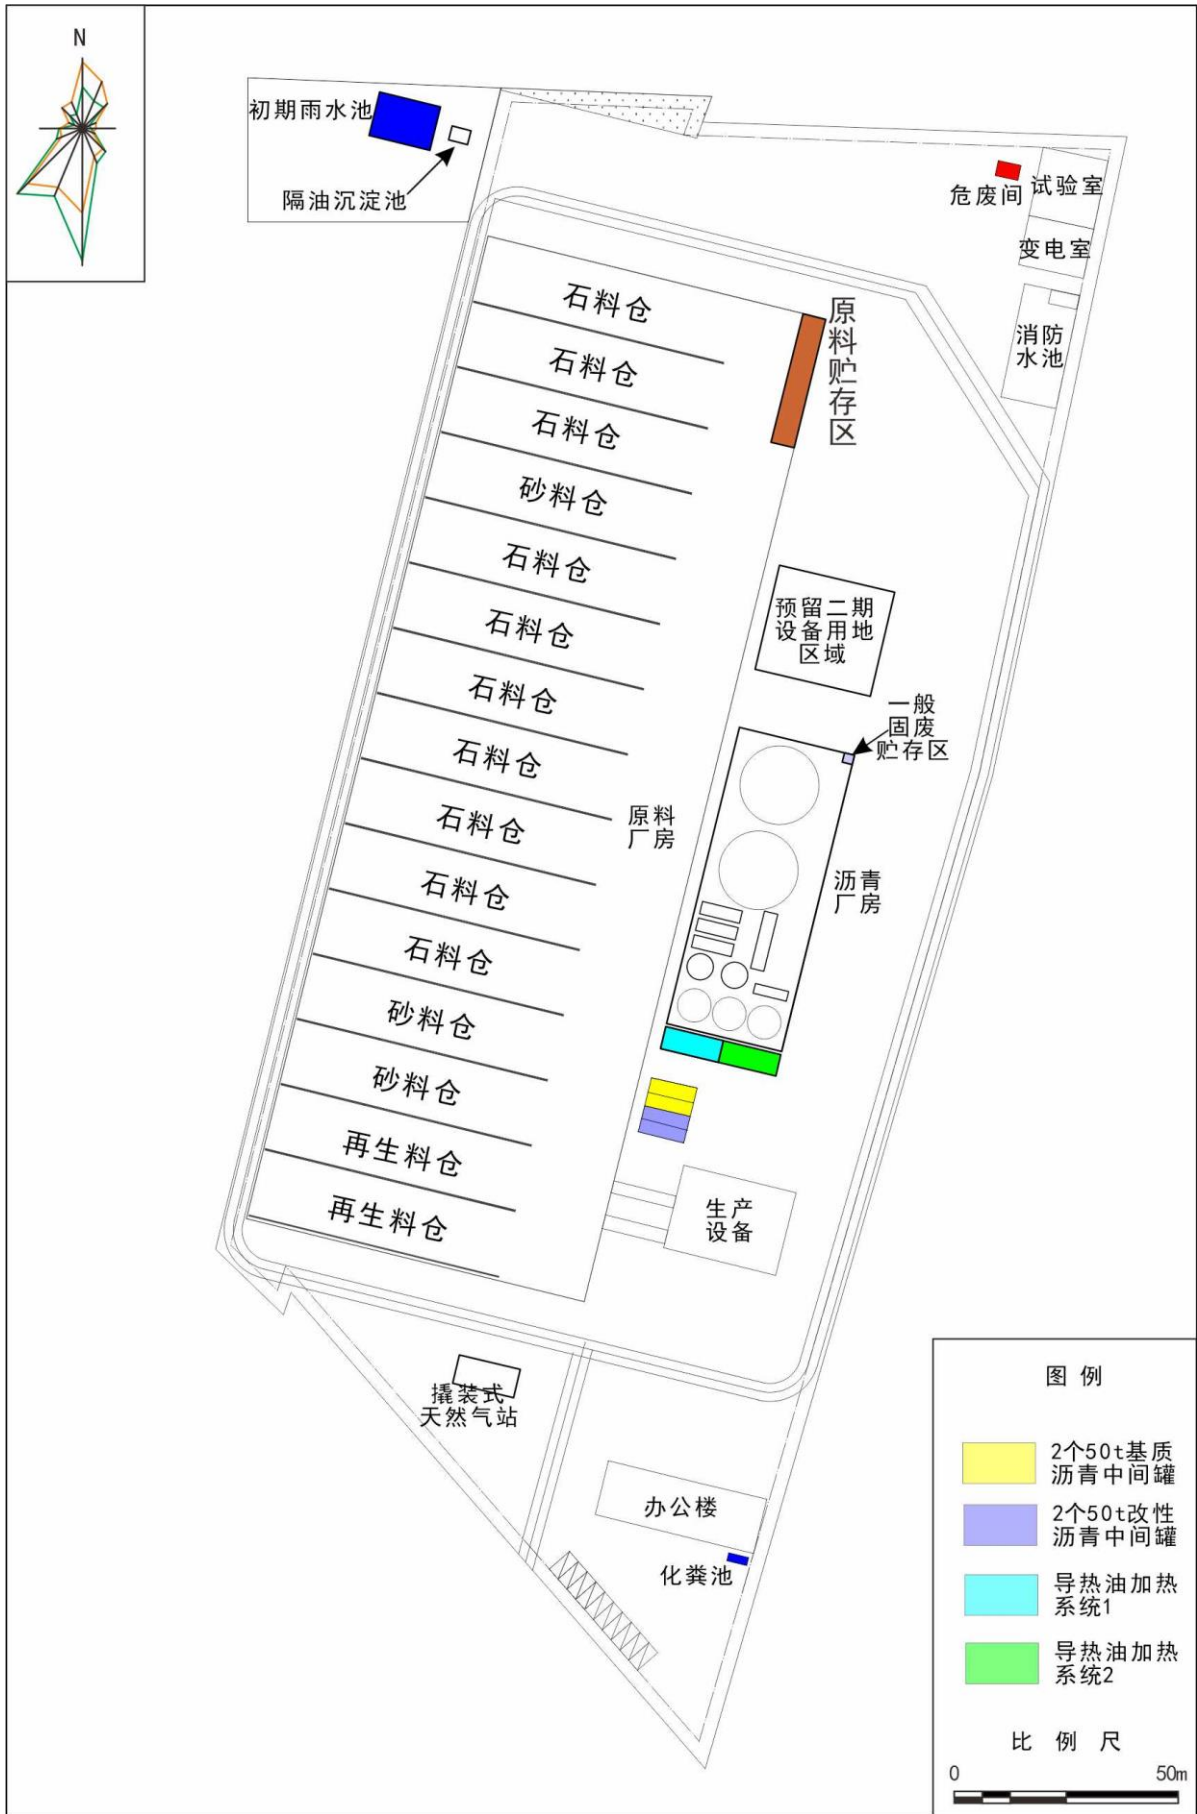 N
初期雨水池
隔油沉淀池
危废间
试验室
变电室
消防
水池
原料贮存区
石料仓
石料仓
石料仓
砂料仓
石料仓
石料仓
石料仓
石料仓
石料仓
石料仓
石料仓
砂料仓
砂料仓
再生料仓
再生料仓
预留二期
设备用地
区域
一般
固废
贮存区
原料
厂房
沥青
厂房
生产
设备
撬装式
天然气站
办公楼
化粪池
图 例
2个50t基质
沥青中间罐
2个50t改性
沥青中间罐
导热油加热
系统1
导热油加热
系统2
比 例 尺
0 50m